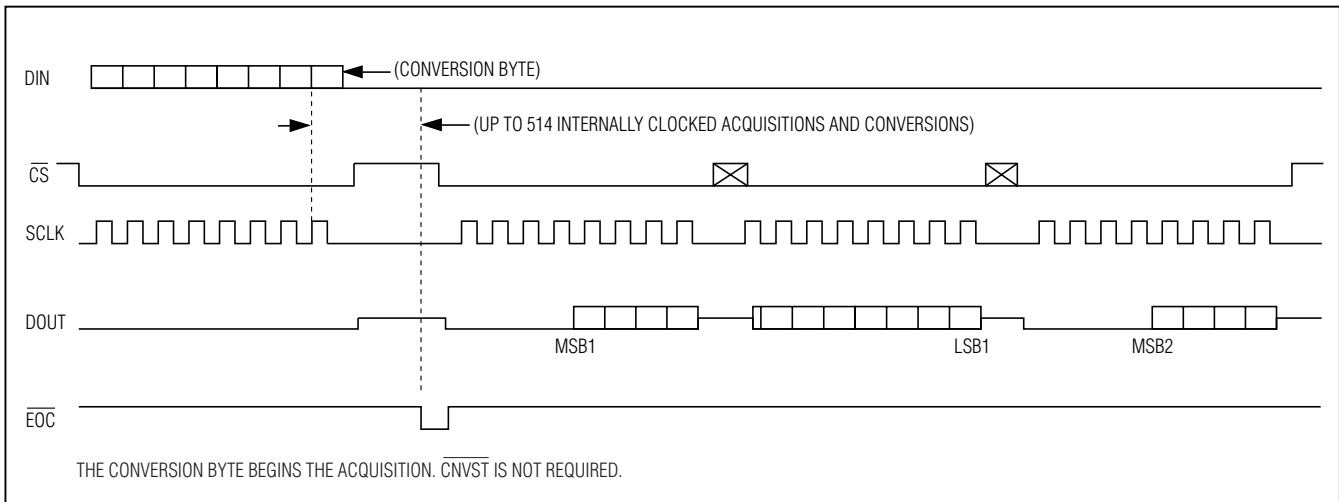 DIN
(CONVERSION BYTE)
(UP TO 514 INTERNALLY CLOCKED ACQUISITIONS AND CONVERSIONS)
CS
SCLK
DOUT
MSB1
LSB1
MSB2
EOC
THE CONVERSION BYTE BEGINS THE ACQUISITION. CNVST IS NOT REQUIRED.